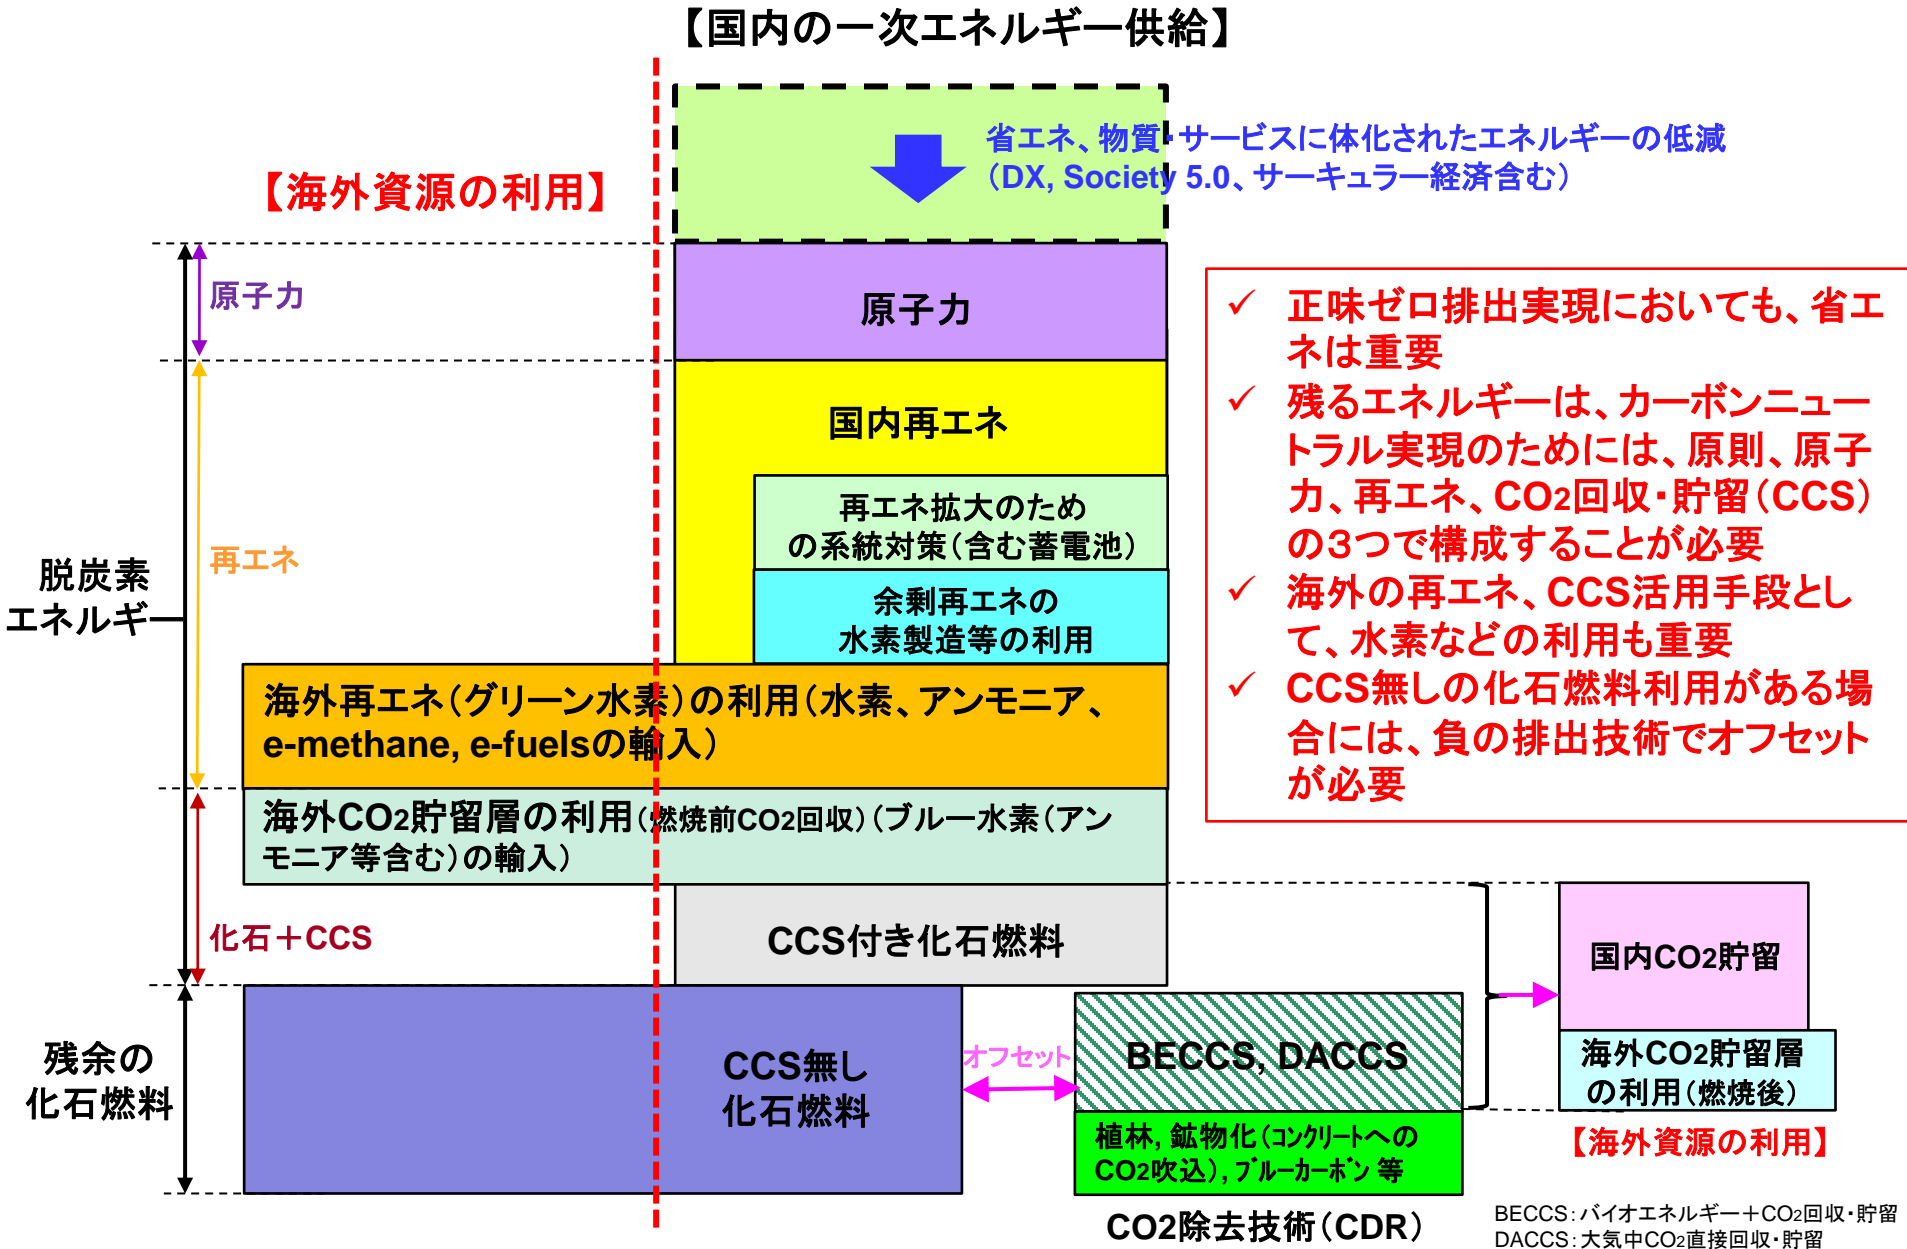 【国内の一次エネルギー供給】
省エネ、物質・サービスに体化されたエネルギーの低減
（DX, Society 5.0、サーキュラー経済含む）
【海外資源の利用】
原子力
再エネ
化石＋CCS
脱炭素
エネルギー
残余の
化石燃料
原子力
国内再エネ
再エネ拡大のため
の系統対策（含む蓄電池）
余剰再エネの
水素製造等の利用
海外再エネ（グリーン水素）の利用（水素、アンモニア、
e-methane, e-fuelsの輸入）
海外CO2貯留層の利用（燃焼前CO2回収）（ブルー水素（アン
モニア等含む）の輸入）
CCS付き化石燃料
CCS無し
化石燃料
オフセット
BECCS, DACCS
植林, 鉱物化（コンクリートへの
CO2吹込）, ブルーカーボン 等
CO2除去技術（CDR）
✓ 正味ゼロ排出実現においても、省エ
ネは重要
✓ 残るエネルギーは、カーボンニュー
トラル実現のためには、原則、原子
力、再エネ、CO2回収・貯留（CCS）
の３つで構成することが必要
✓ 海外の再エネ、CCS活用手段とし
て、水素などの利用も重要
✓ CCS無しの化石燃料利用がある場
合には、負の排出技術でオフセット
が必要
国内CO2貯留
海外CO2貯留層
の利用（燃焼後）
【海外資源の利用】
BECCS：バイオエネルギー＋CO2回収・貯留
DACCS：大気中CO2直接回収・貯留